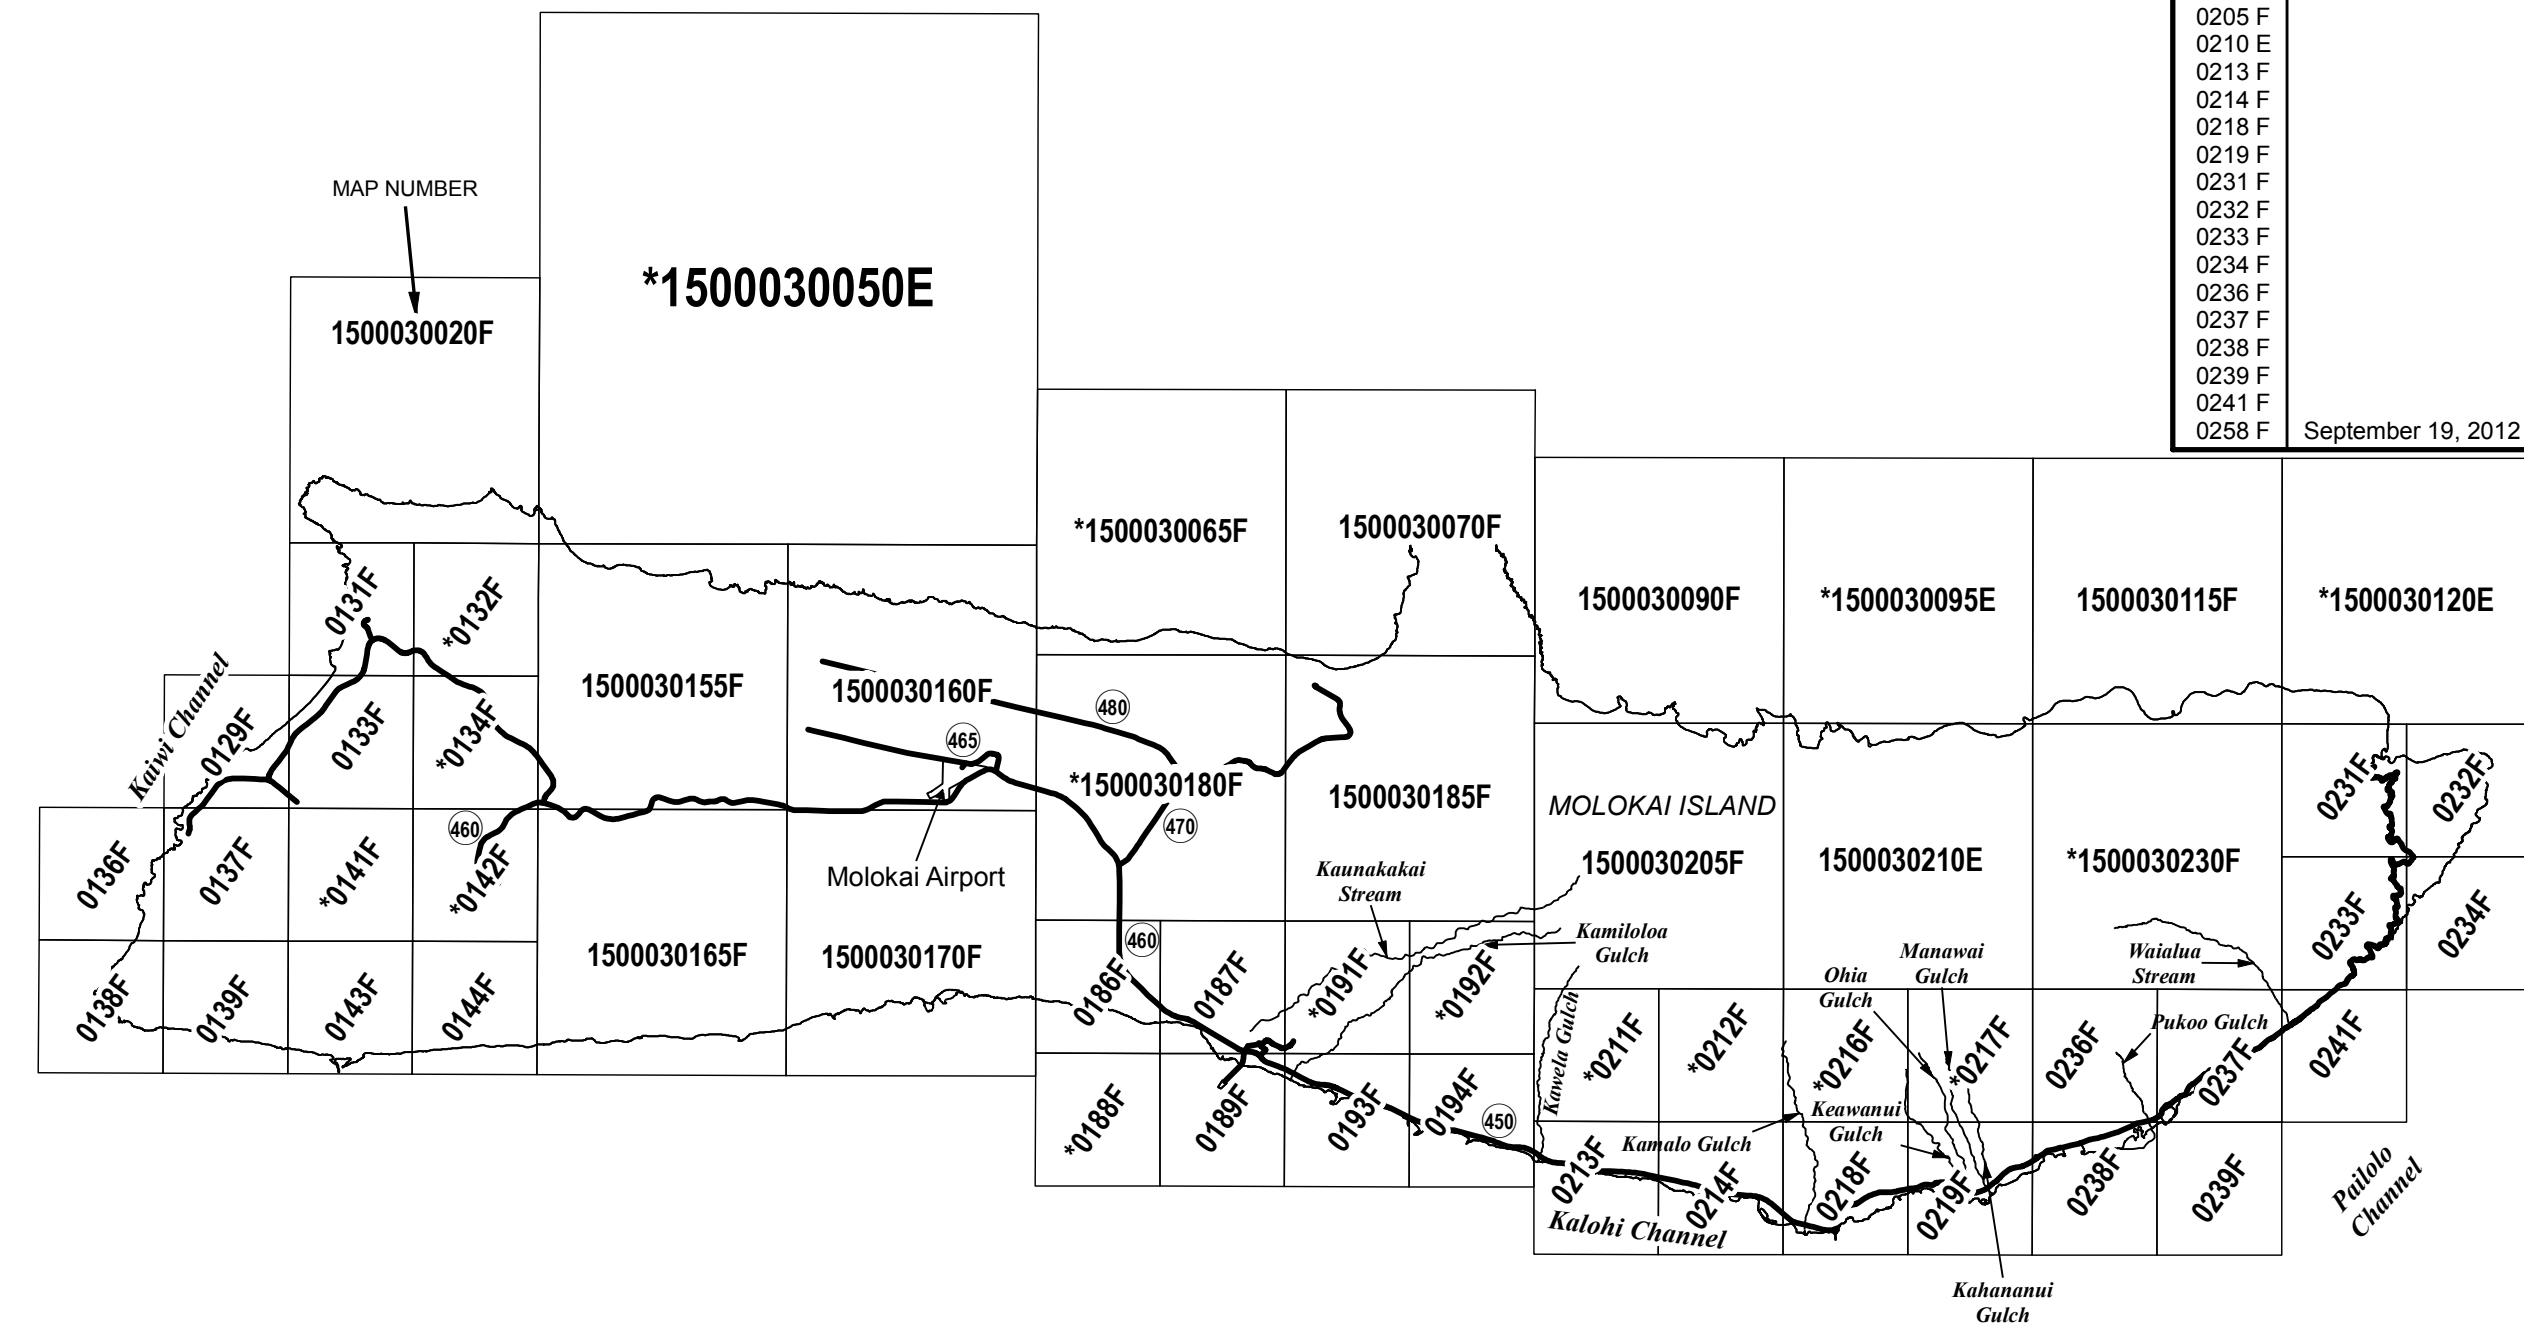 0205 F
0210 E
0213 F
0214 F
0218 F
0219 F
0231 F
0232 F
0233 F
0234 F
0236 F
0237 F
0238 F
0239 F
0241 F
0258 F September 19, 2012
MAP NUMBER
*1500030050E
1500030020F
*1500030065F
1500030070F
1500030090F
*1500030095E
1500030115F
*1500030120E
0131F
*0132F
Kaiwi Channel
0129F
0133F
*0134F
1500030155F
1500030160F
480
465
*1500030180F
470
1500030185F
MOLOKAI ISLAND
1500030205F
1500030210E
*1500030230F
0231F
0232F
0136F
0137F
*0141F
460
*0142F
Molokai Airport
Kaunakakai
Stream
0233F
0234F
0138F
0139F
0143F
0144F
1500030165F
1500030170F
460
0186F
0187F
*0191F
*0192F
Kamiloloa
Gulch
Kawela Gulch
*0211F
*0212F
Ohia
Gulch
Manawai
Gulch
*0216F
*0217F
Waialua
Stream
0236F
Pukoo Gulch
0237F
0241F
*0188F
0189F
0193F
0194F
450
0213F
Kamalo Gulch
Keawanui
Gulch
0214F
0218F
0219F
0238F
0239F
Kalohi Channel
Pailolo
Channel
Kahananui
Gulch